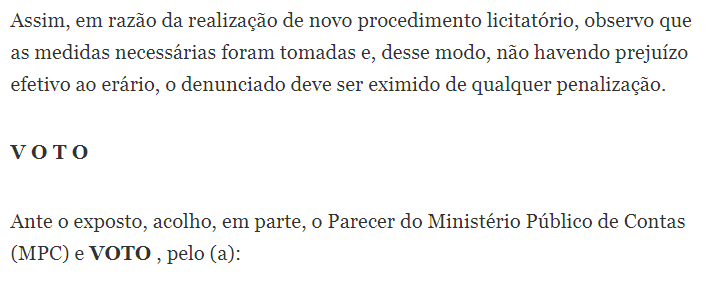 Assim, em razão da realização de novo procedimento licitatório, observo que
as medidas necessárias foram tomadas e, desse modo, não havendo prejuízo
efetivo ao erário, o denunciado deve ser eximido de qualquer penalização.
V O T O
Ante o exposto, acolho, em parte, o Parecer do Ministério Público de Contas
(MPC) e VOTO , pelo (a):